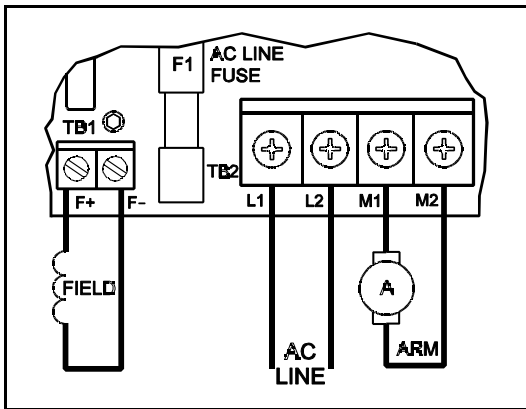 F1
AC LINE
FUSE
TB1
TB2
F+
F-
L1
L2
M1
M2
FIELD
A
AC
LINE
ARM